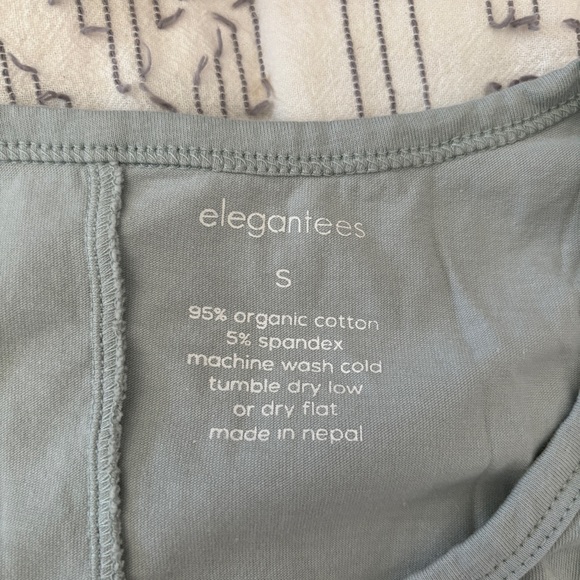 elegantees
S
95% organic cotton
5% spandex
machine wash cold
tumble dry low
or dry flat
made in nepal